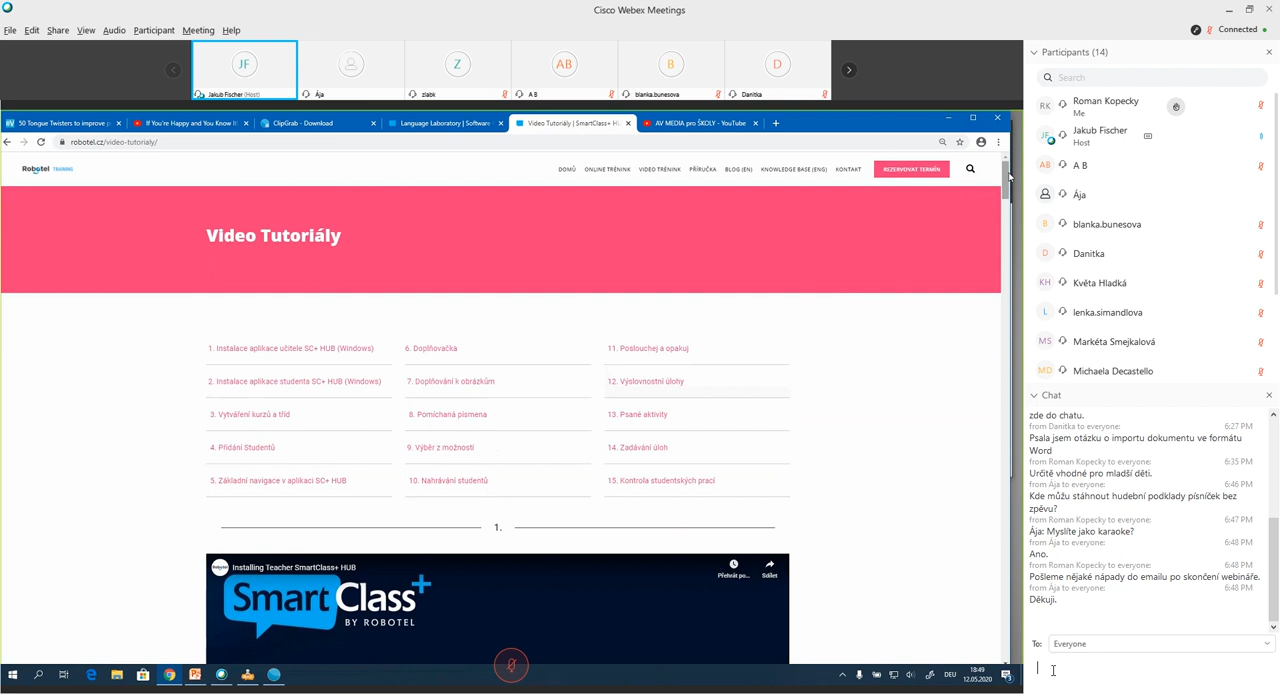 Cisco Webex Meetings
File Edit Share View Audio Participant Meeting Help
Connected
JF
Z
AB
B
D
Jakub Fischer (Host)
Ája
zlabk
A B
blanka.bunesova
Danitka
50 Tongue Twisters to improve p
If You're Happy and You Know It
ClipGrab - Download
Language Laboratory | Software
Video Tutoriály | SmartClass+ H
AV MEDIA pro ŠKOLY - YouTube
robotel.cz/video-tutorialy/
Robotel TRAINING
DOMŮ
ONLINE TRÉNINK
VIDEO TRÉNINK
PŘÍRUČKA
BLOG (EN)
KNOWLEDGE BASE (ENG)
KONTAKT
REZERVOVAT TERMÍN
Video Tutoriály
1. Instalace aplikace učitele SC+ HUB (Windows)
2. Instalace aplikace studenta SC+ HUB (Windows)
3. Vytváření kurzů a tříd
4. Přidání Studentů
5. Základní navigace v aplikaci SC+ HUB
6. Doplňovačka
7. Doplňování k obrázkům
8. Pomíchaná písmena
9. Výběr z možností
10. Nahrávání studentů
11. Poslouchej a opakuj
12. Výslovnostní úlohy
13. Psané aktivity
14. Zadávání úloh
15. Kontrola studentských prací
1.
Installing Teacher SmartClass+ HUB
Přehrát po...
Sdílet
SmartClass+
BY ROBOTEL
DEU
18:49
12.05.2020
Participants (14)
Search
RK Roman Kopecky
Me
JF Jakub Fischer
Host
AB A B
Ája
B blanka.bunesova
D Danitka
KH Květa Hladká
L lenka.simandlova
MS Markéta Smejkalová
MD Michaela Decastello
Chat
zde do chatu.
from Danitka to everyone: 6:27 PM
Psala jsem otázku o importu dokumentu ve formátu
Word
from Roman Kopecky to everyone: 6:35 PM
Určitě vhodné pro mladší děti.
from Ája to everyone: 6:46 PM
Kde můžu stáhnout hudební podklady písníček bez
zpěvu?
from Roman Kopecky to everyone: 6:47 PM
Ája: Myslíte jako karaoke?
from Ája to everyone: 6:48 PM
Ano.
from Roman Kopecky to everyone: 6:48 PM
Pošleme nějaké nápady do emailu po skončení webináře.
from Ája to everyone: 6:48 PM
Děkuji.
To: Everyone